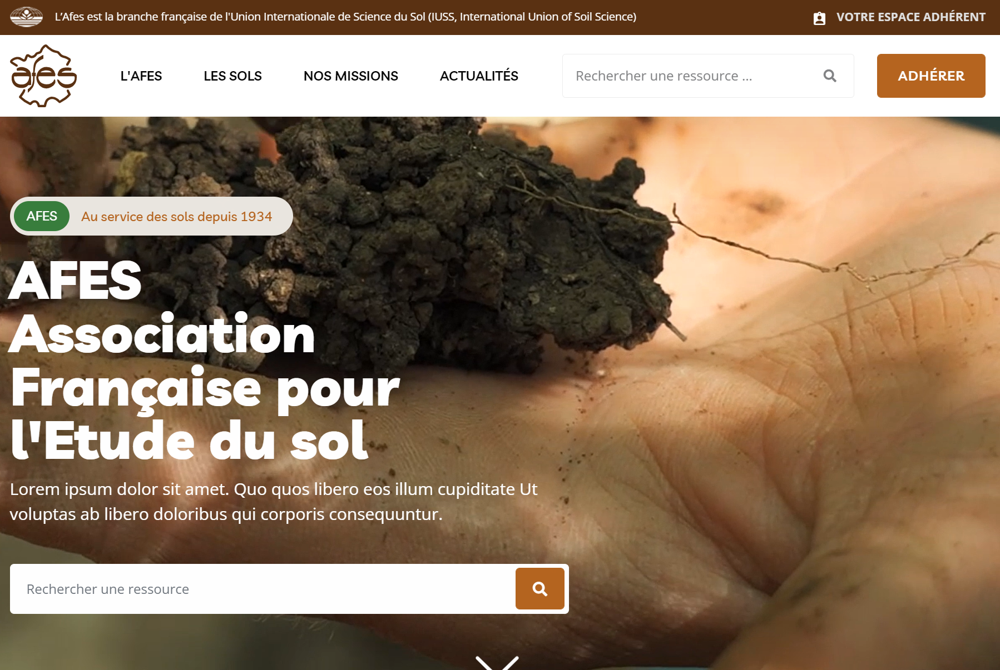 L’Afes est la branche française de l'Union Internationale de Science du Sol (IUSS, International Union of Soil Science)
VOTRE ESPACE ADHÉRENT
afes
L'AFES
LES SOLS
NOS MISSIONS
ACTUALITÉS
Rechercher une ressource ...
ADHÉRER
AFES
Au service des sols depuis 1934
AFES
Association
Française pour
l'Etude du sol
Lorem ipsum dolor sit amet. Quo quos libero eos illum cupiditate Ut
voluptas ab libero doloribus qui corporis consequuntur.
Rechercher une ressource